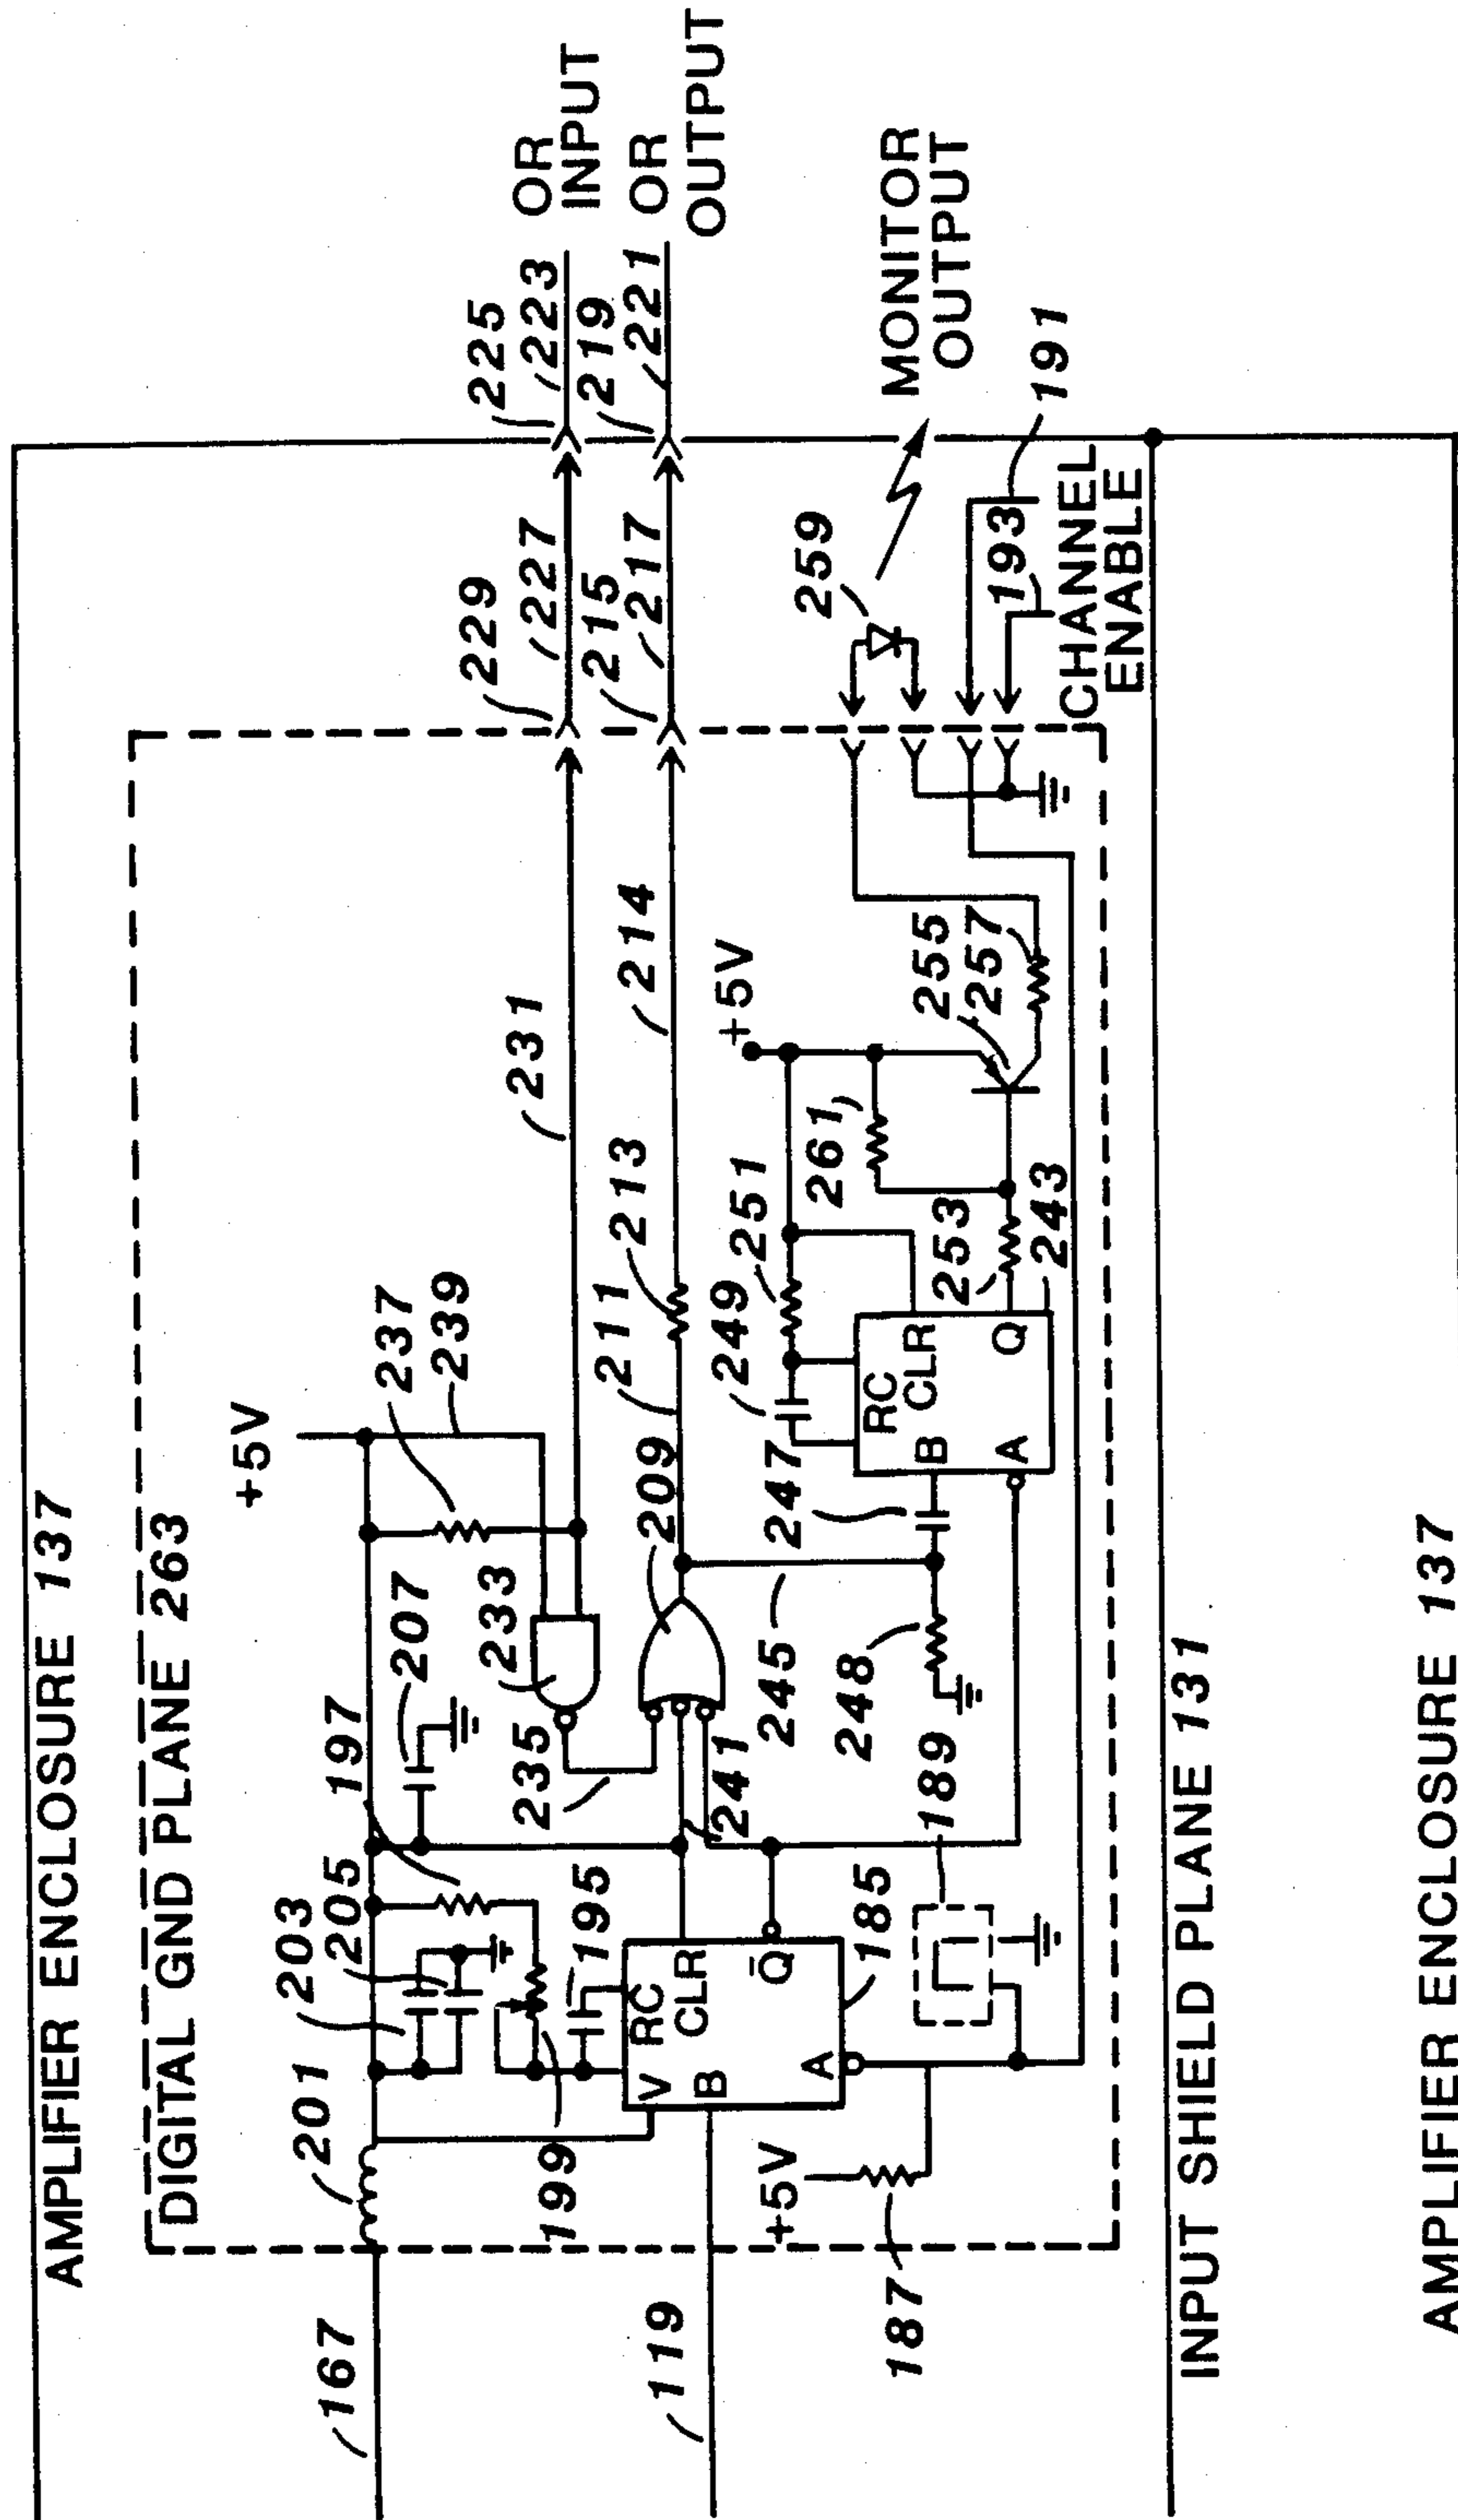 AMPLIFIER ENCLOSURE 137
DIGITAL GND PLANE 263
+5V
167
201
203
205
197
207
237
239
231
229
227
225
223
OR
INPUT
199
195
235
233
209
211
213
214
215
217
219
221
OR
OUTPUT
119
V
RC
CLR
B
Q̄
A
185
241
245
247
249
251
+5V
261
RC
CLR
B
Q
A
253
243
255
257
259
MONITOR
OUTPUT
+5V
187
189
248
193
191
CHANNEL
ENABLE
INPUT SHIELD PLANE 131
AMPLIFIER ENCLOSURE 137